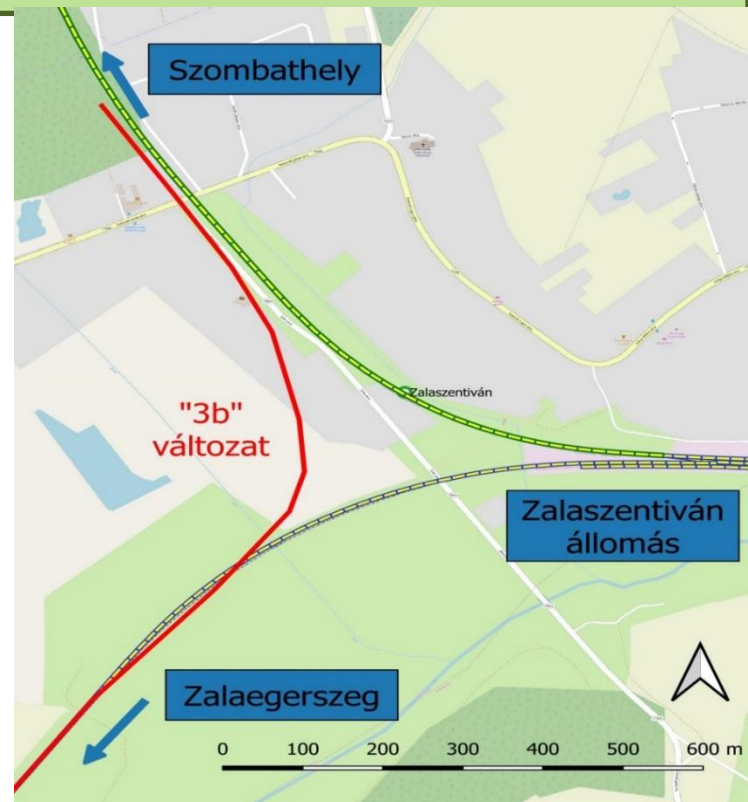 Szombathely
Zalaszentiván
"3b"
változat
Zalaszentiván
állomás
Zalaegerszeg
0 100 200 300 400 500 600 m